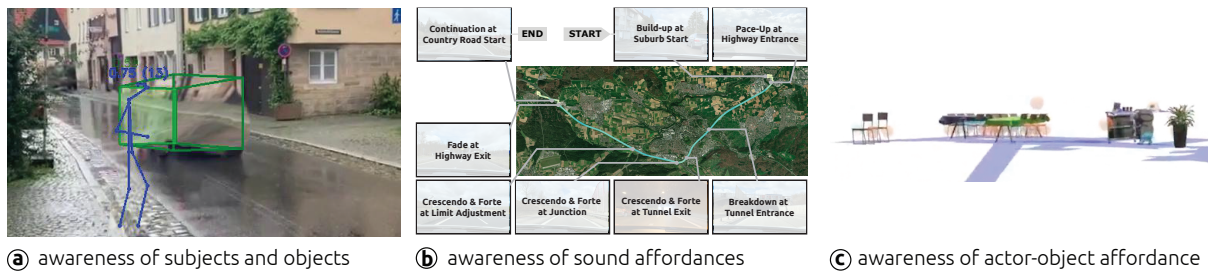 0.75 (13)
Continuation at
Country Road Start
END
START
Build-up at
Suburb Start
Pace-Up at
Highway Entrance
Fade at
Highway Exit
Crescendo & Forte
at Limit Adjustment
Crescendo & Forte
at Junction
Crescendo & Forte
at Tunnel Exit
Breakdown at
Tunnel Entrance
a awareness of subjects and objects
b awareness of sound affordances
c awareness of actor-object affordance